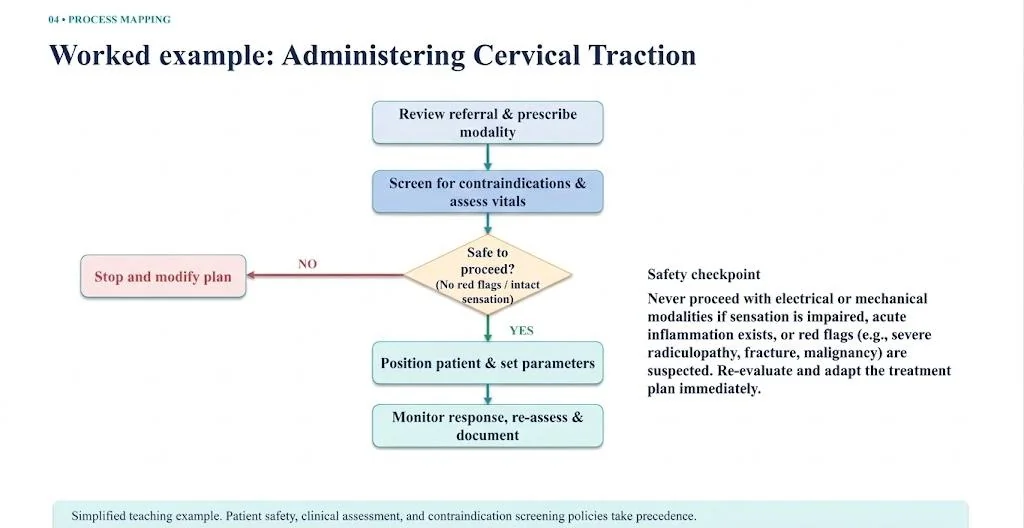 04 • PROCESS MAPPING
Worked example: Administering Cervical Traction
Review referral & prescribe
modality
Screen for contraindications &
assess vitals
Safe to
proceed?
(No red flags / intact
sensation)
NO
Stop and modify plan
YES
Position patient & set parameters
Monitor response, re-assess &
document
Safety checkpoint
Never proceed with electrical or mechanical
modalities if sensation is impaired, acute
inflammation exists, or red flags (e.g., severe
radiculopathy, fracture, malignancy) are
suspected. Re-evaluate and adapt the treatment
plan immediately.
Simplified teaching example. Patient safety, clinical assessment, and contraindication screening policies take precedence.